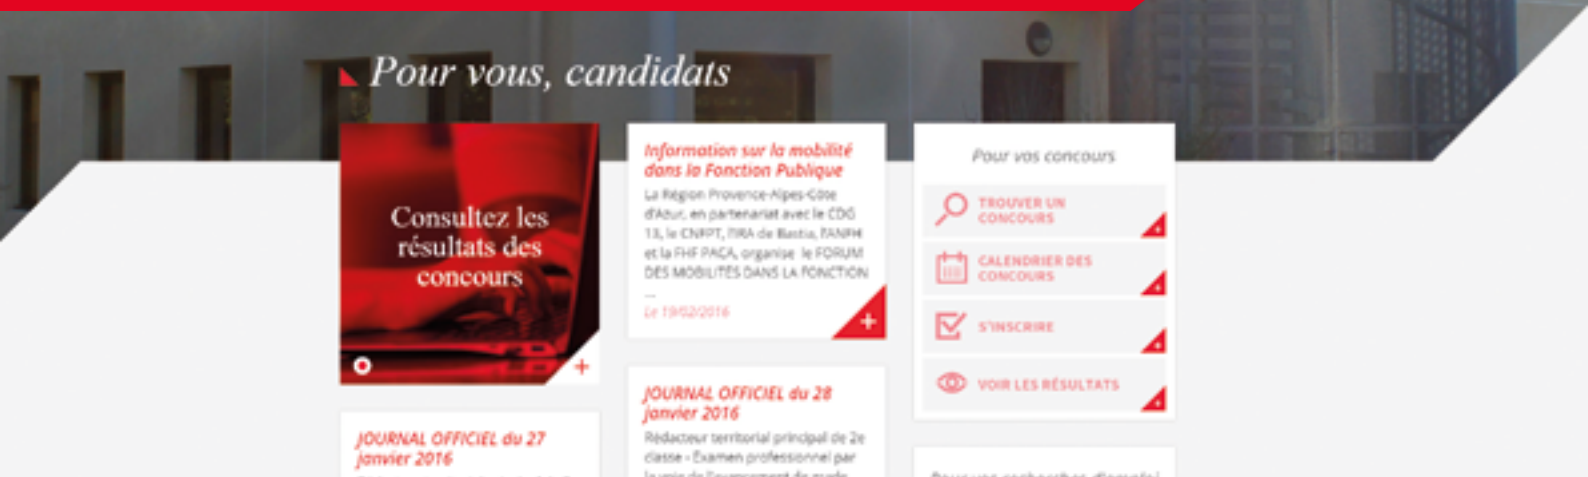 Pour vous, candidats
Consultez les
résultats des
concours
JOURNAL OFFICIEL du 27
janvier 2016
Information sur la mobilité
dans la Fonction Publique
La Région Provence-Alpes-Côte
d'Azur, en partenariat avec le CDG
13, le CNFPT, l'IRA de Bastia, l'ANFH
et la FHF PACA, organise le FORUM
DES MOBILITÉS DANS LA FONCTION
...
Le 19/02/2016
JOURNAL OFFICIEL du 28
janvier 2016
Rédacteur territorial principal de 2e
classe - Examen professionnel par
Pour vos concours
TROUVER UN
CONCOURS
CALENDRIER DES
CONCOURS
S'INSCRIRE
VOIR LES RÉSULTATS